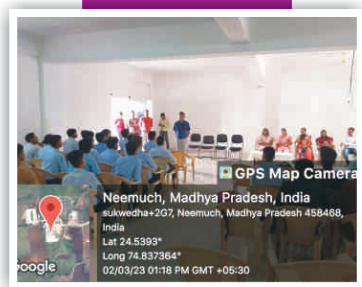 GPS Map Camera
Neemuch, Madhya Pradesh, India
sukwedha+2G7, Neemuch, Madhya Pradesh 458468,
India
Lat 24.5393°
Long 74.837364°
02/03/23 01:18 PM GMT +05:30
Google